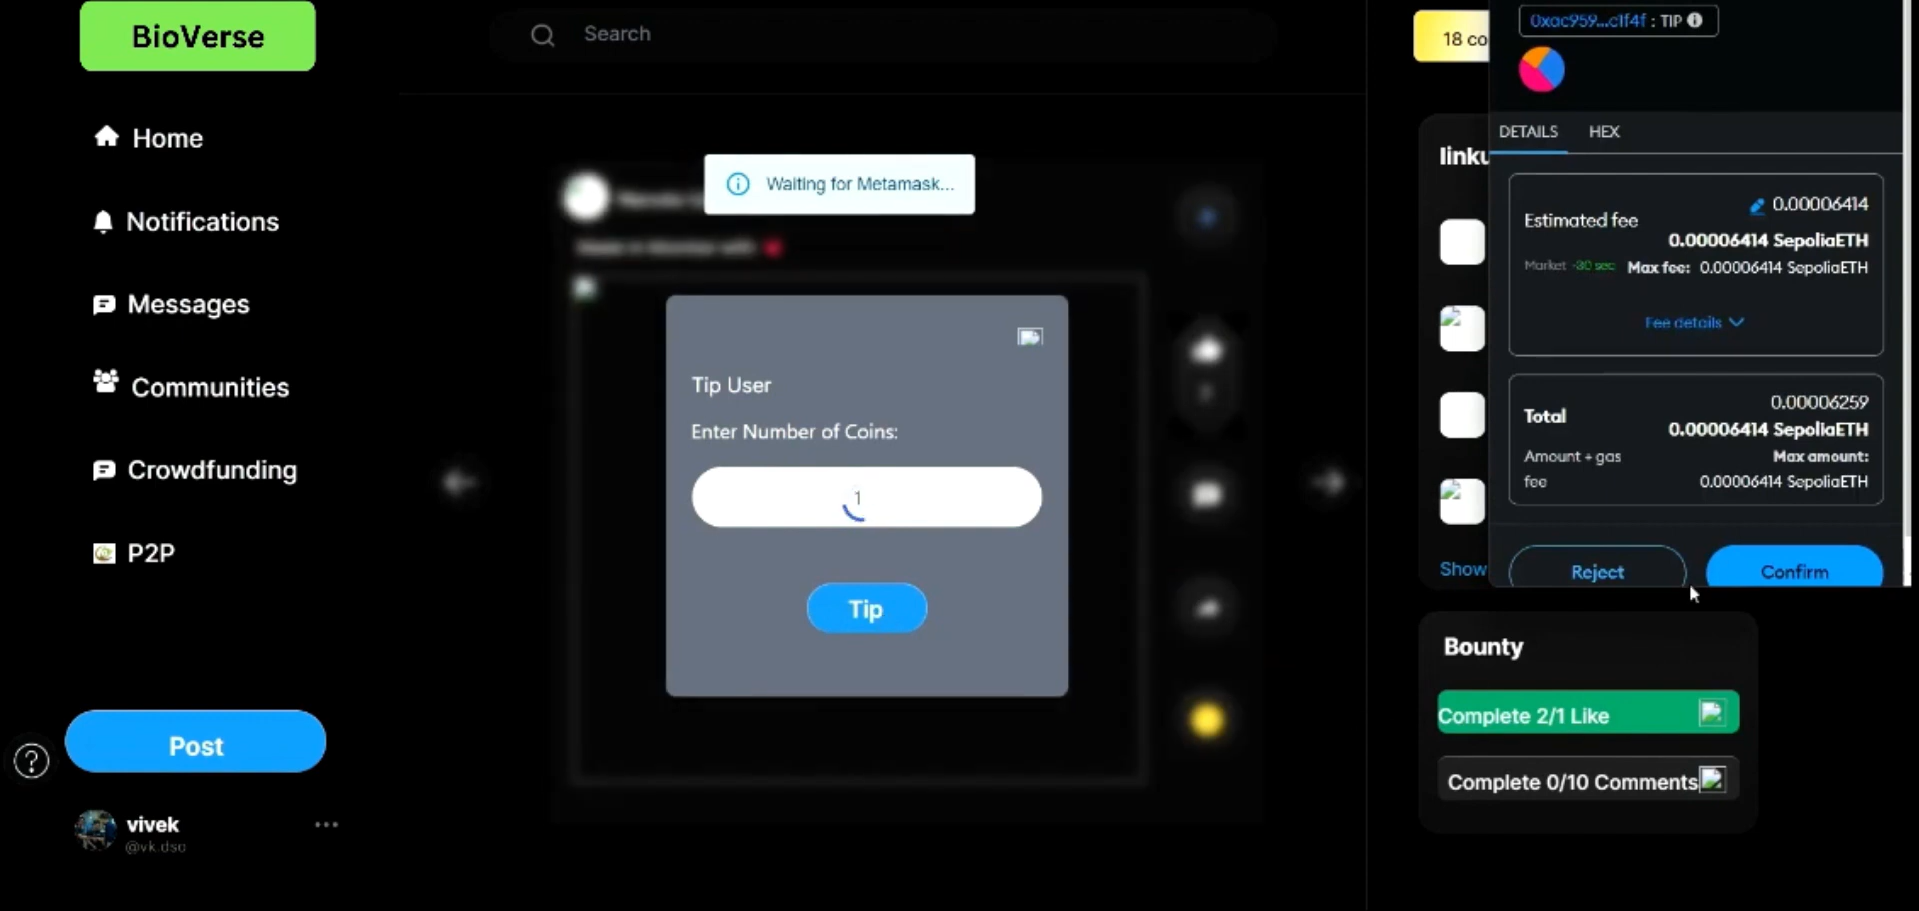 BioVerse
Search
Home
Notifications
Messages
Communities
Crowdfunding
P2P
Post
vivek
@vk.dso
Waiting for Metamask...
Tip User
Enter Number of Coins:
1
Tip
18 co
linku
Show
0xac959...c1f4f : TIP
DETAILS HEX
Estimated fee
0.00006414
0.00006414 SepoliaETH
Market ~30 sec Max fee: 0.00006414 SepoliaETH
Fee details
Total
0.00006259
0.00006414 SepoliaETH
Amount + gas fee
Max amount:
0.00006414 SepoliaETH
Reject Confirm
Bounty
Complete 2/1 Like
Complete 0/10 Comments